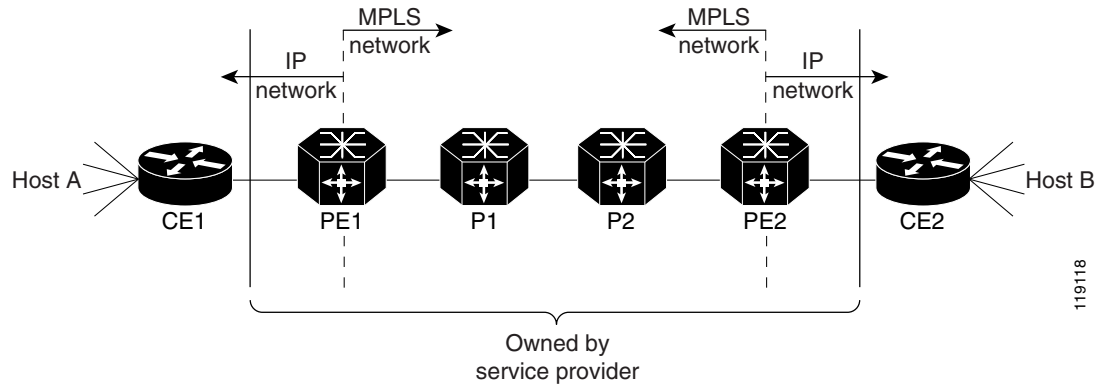 MPLS
network
MPLS
network
IP
network
IP
network
Host A
Host B
CE1
PE1
P1
P2
PE2
CE2
119118
Owned by
service provider